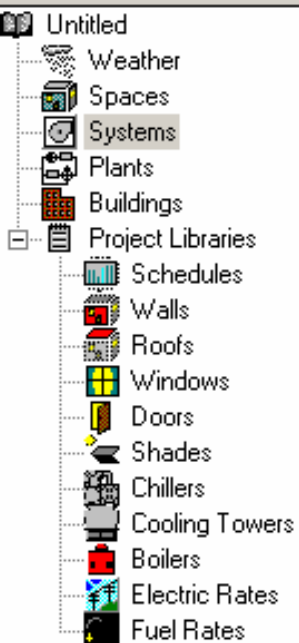 Untitled
Weather
Spaces
Systems
Plants
Buildings
Project Libraries
Schedules
Walls
Roofs
Windows
Doors
Shades
Chillers
Cooling Towers
Boilers
Electric Rates
Fuel Rates